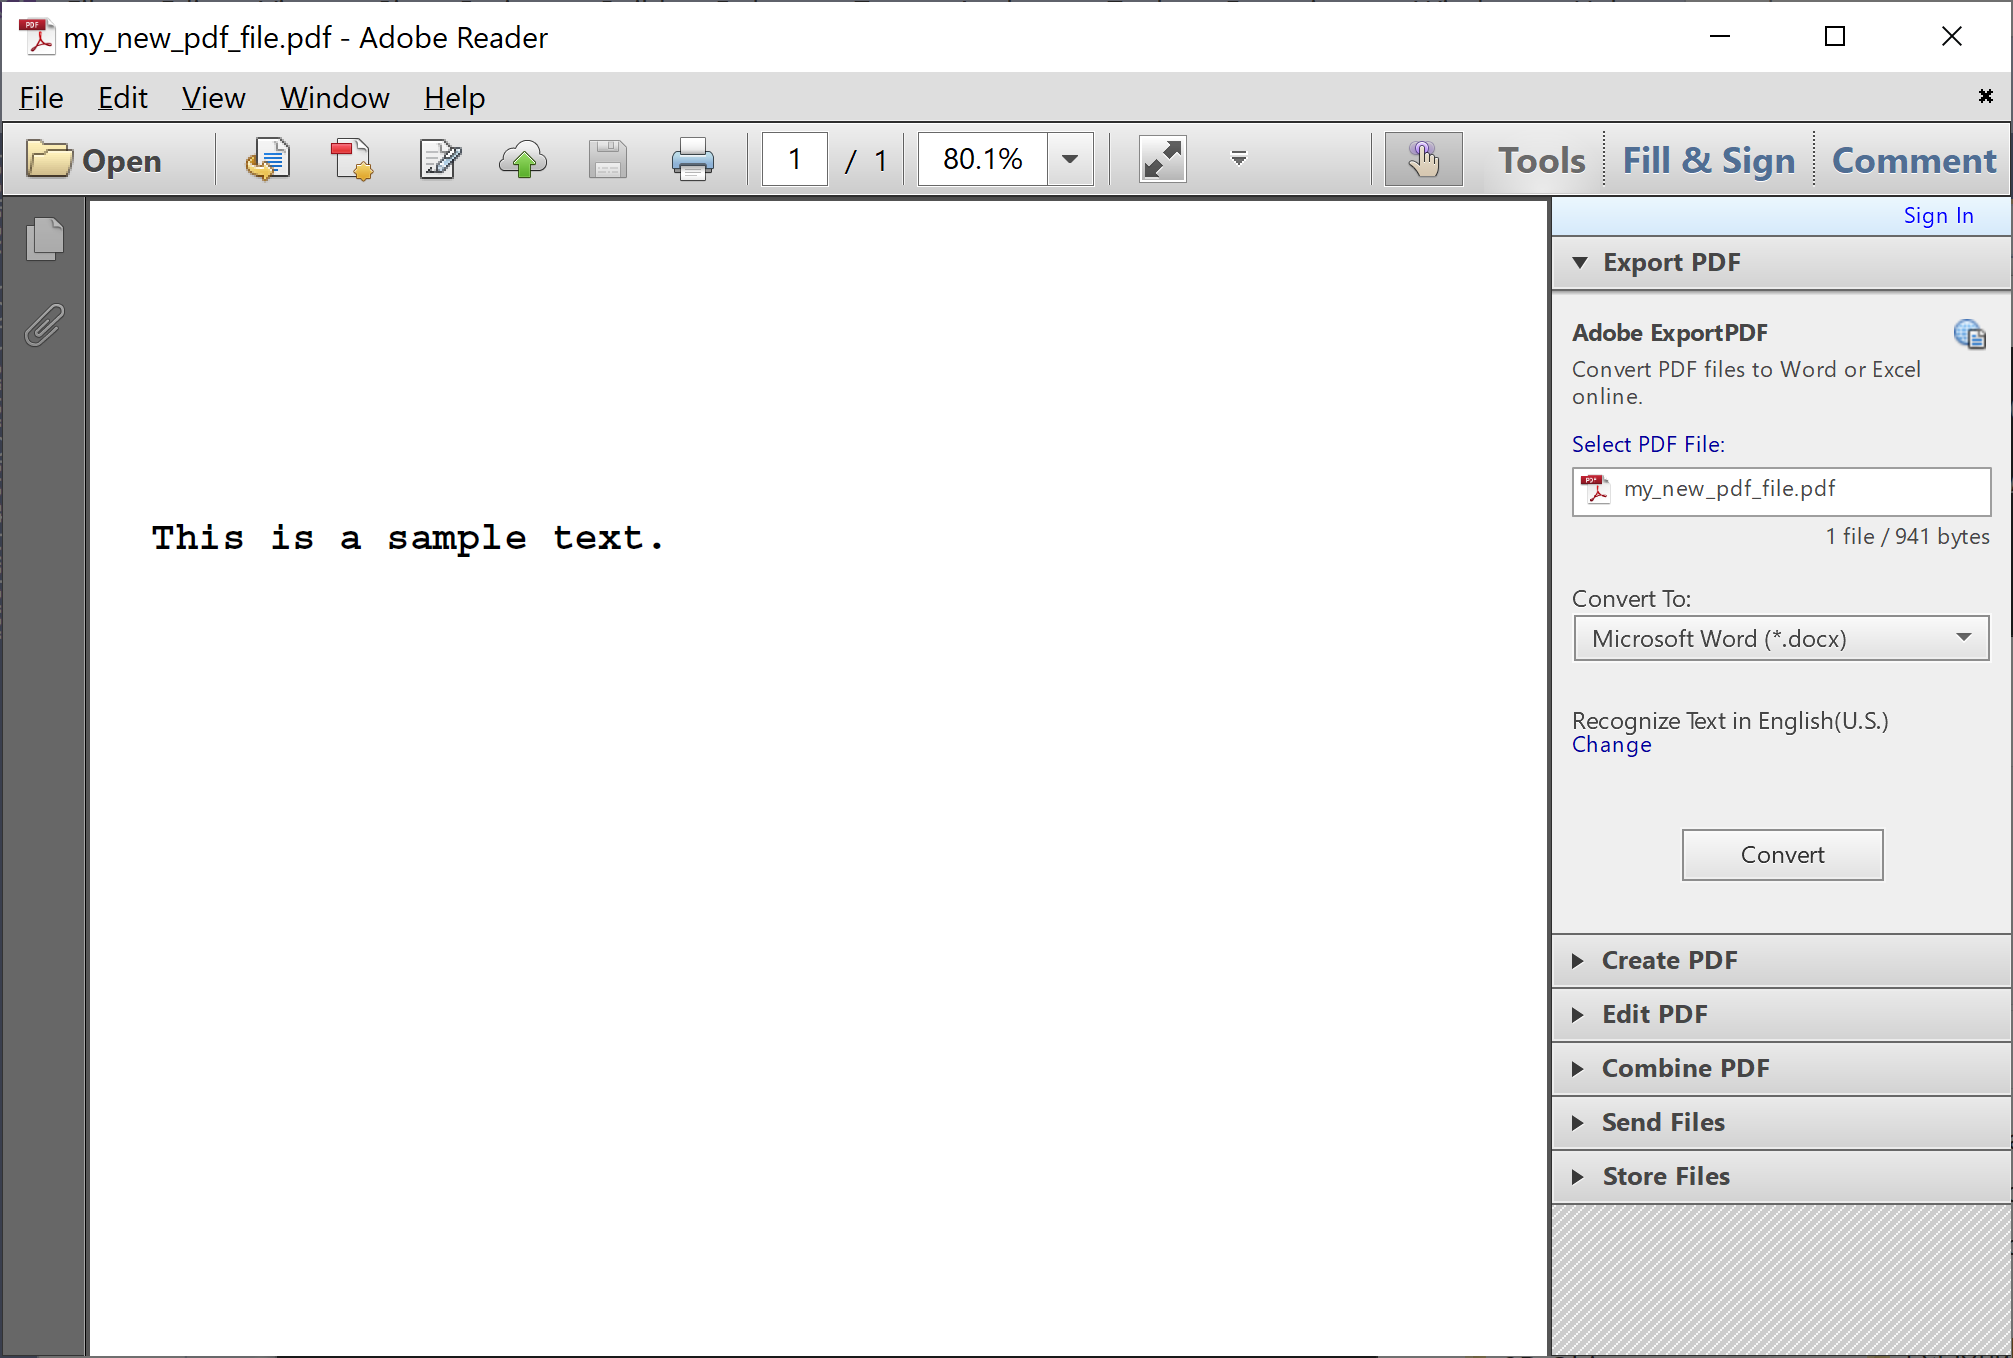 my_new_pdf_file.pdf - Adobe Reader
File Edit View Window Help
Open 1 / 1 80.1% Tools Fill & Sign Comment
Sign In
Export PDF
Adobe ExportPDF
Convert PDF files to Word or Excel
online.
Select PDF File:
my_new_pdf_file.pdf
1 file / 941 bytes
This is a sample text.
Convert To:
Microsoft Word (*.docx)
Recognize Text in English(U.S.)
Change
Convert
Create PDF
Edit PDF
Combine PDF
Send Files
Store Files